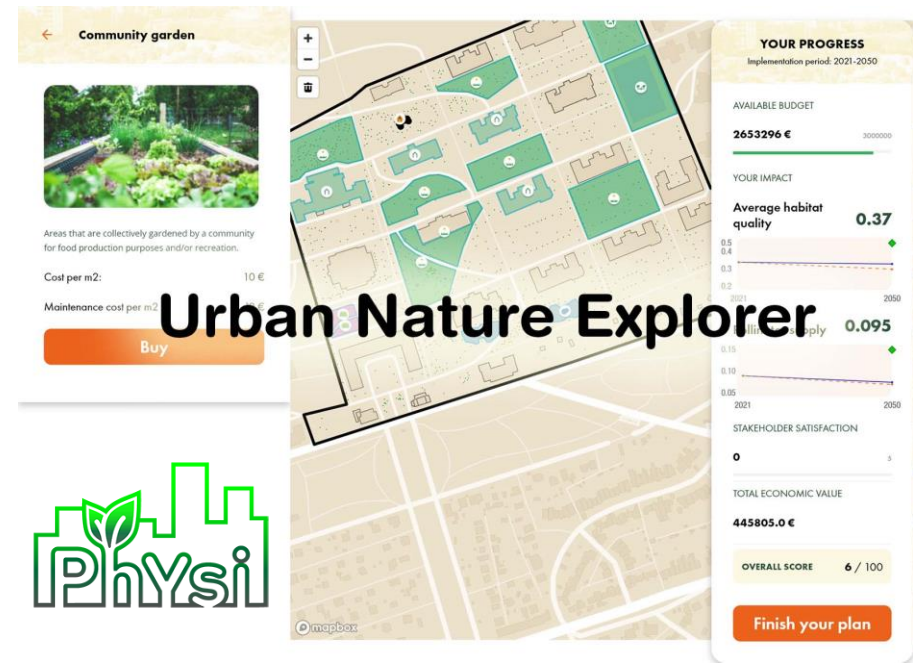 Community garden
Areas that are collectively gardened by a community
for food production purposes and/or recreation.
Cost per m2: 10 €
Maintenance cost per m2
Buy
Urban Nature Explorer
Physi
+
−
mapbox
YOUR PROGRESS
Implementation period: 2021-2050
AVAILABLE BUDGET
2653296 € 3000000
YOUR IMPACT
Average habitat
quality 0.37
0.5
0.4
0.3
0.2
2021 2050
supply 0.095
0.15
0.10
0.05
2021 2050
STAKEHOLDER SATISFACTION
0 5
TOTAL ECONOMIC VALUE
445805.0 €
OVERALL SCORE 6 / 100
Finish your plan